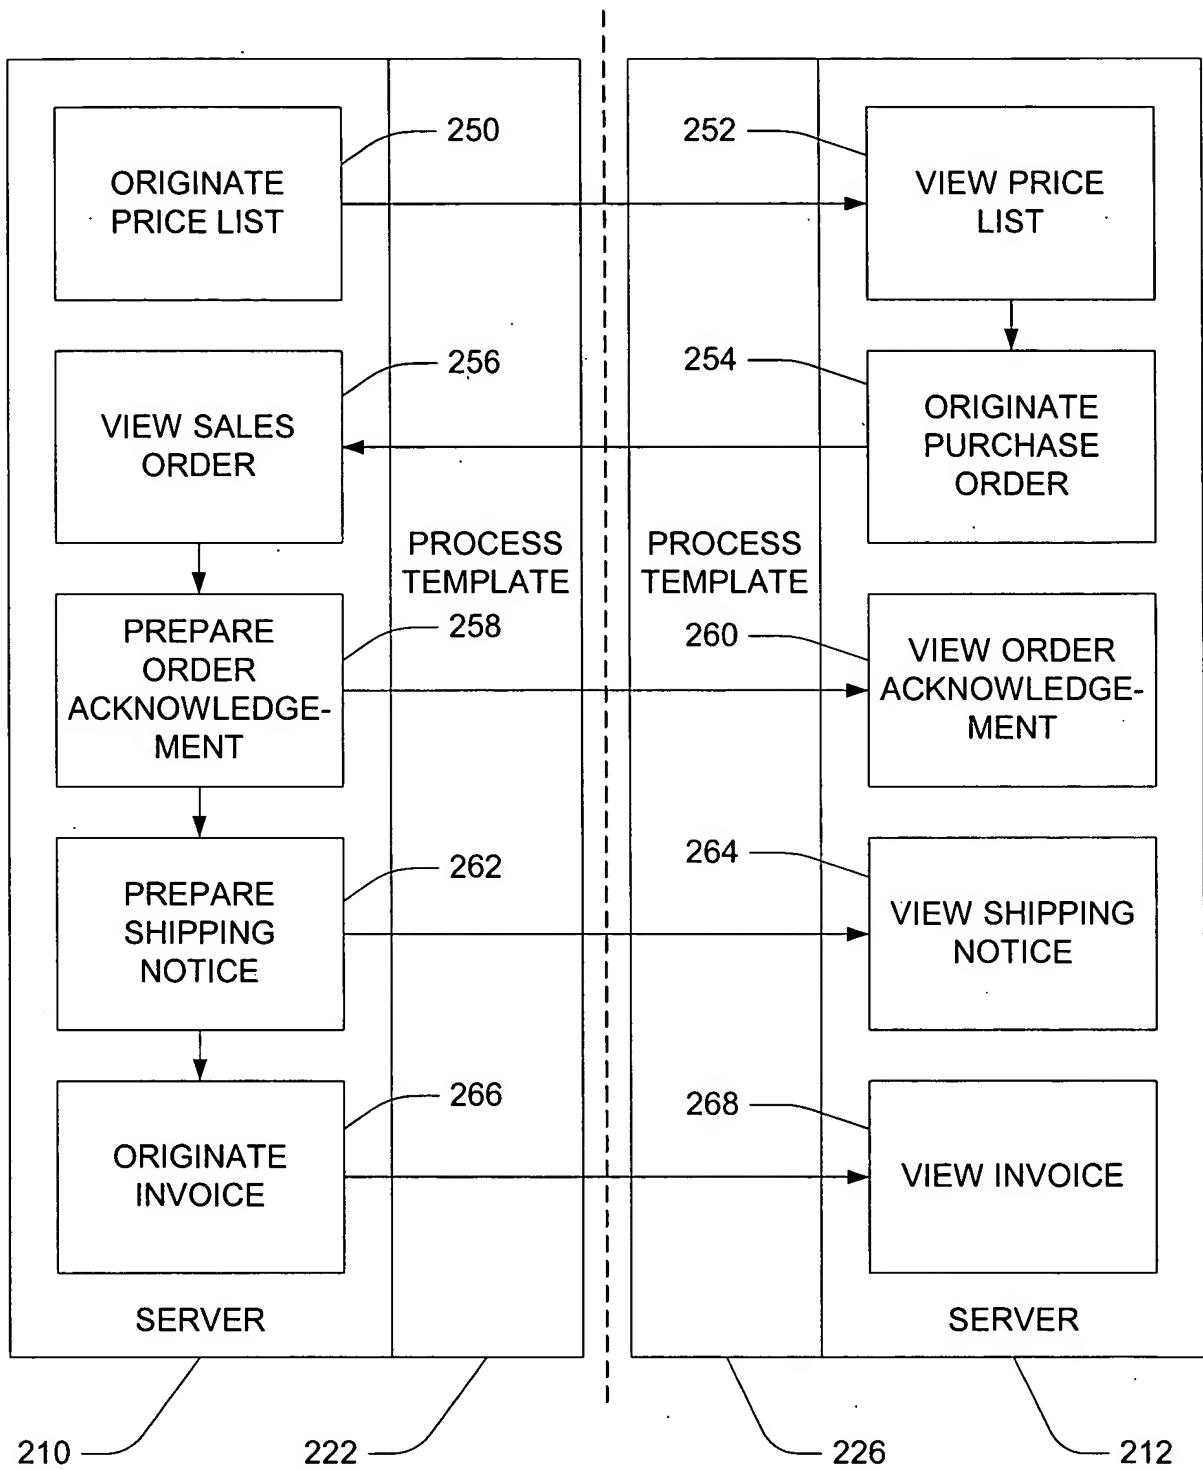 250
252
ORIGINATE
PRICE LIST
VIEW PRICE
LIST
256
254
VIEW SALES
ORDER
ORIGINATE
PURCHASE
ORDER
PROCESS
TEMPLATE
PROCESS
TEMPLATE
258
260
PREPARE
ORDER
ACKNOWLEDGE-
MENT
VIEW ORDER
ACKNOWLEDGE-
MENT
262
264
PREPARE
SHIPPING
NOTICE
VIEW SHIPPING
NOTICE
266
268
ORIGINATE
INVOICE
VIEW INVOICE
SERVER
SERVER
210
222
226
212